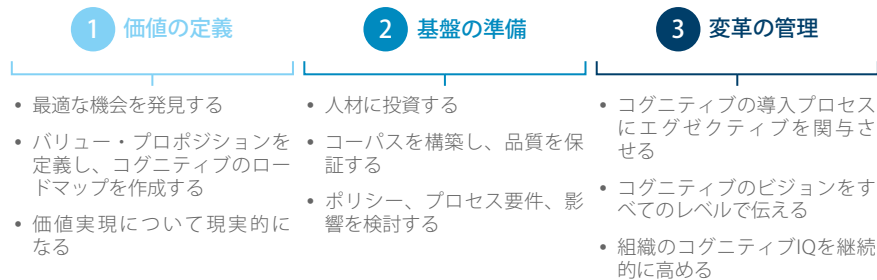 1 価値の定義
• 最適な機会を発見する
• バリュー・プロポジションを
定義し、コグニティブのロー
ドマップを作成する
• 価値実現について現実的に
なる
2 基盤の準備
• 人材に投資する
• コーパスを構築し、品質を保
証する
• ポリシー、プロセス要件、影
響を検討する
3 変革の管理
• コグニティブの導入プロセス
にエグゼクティブを関与さ
せる
• コグニティブのビジョンをす
べてのレベルで伝える
• 組織のコグニティブIQを継続
的に高める